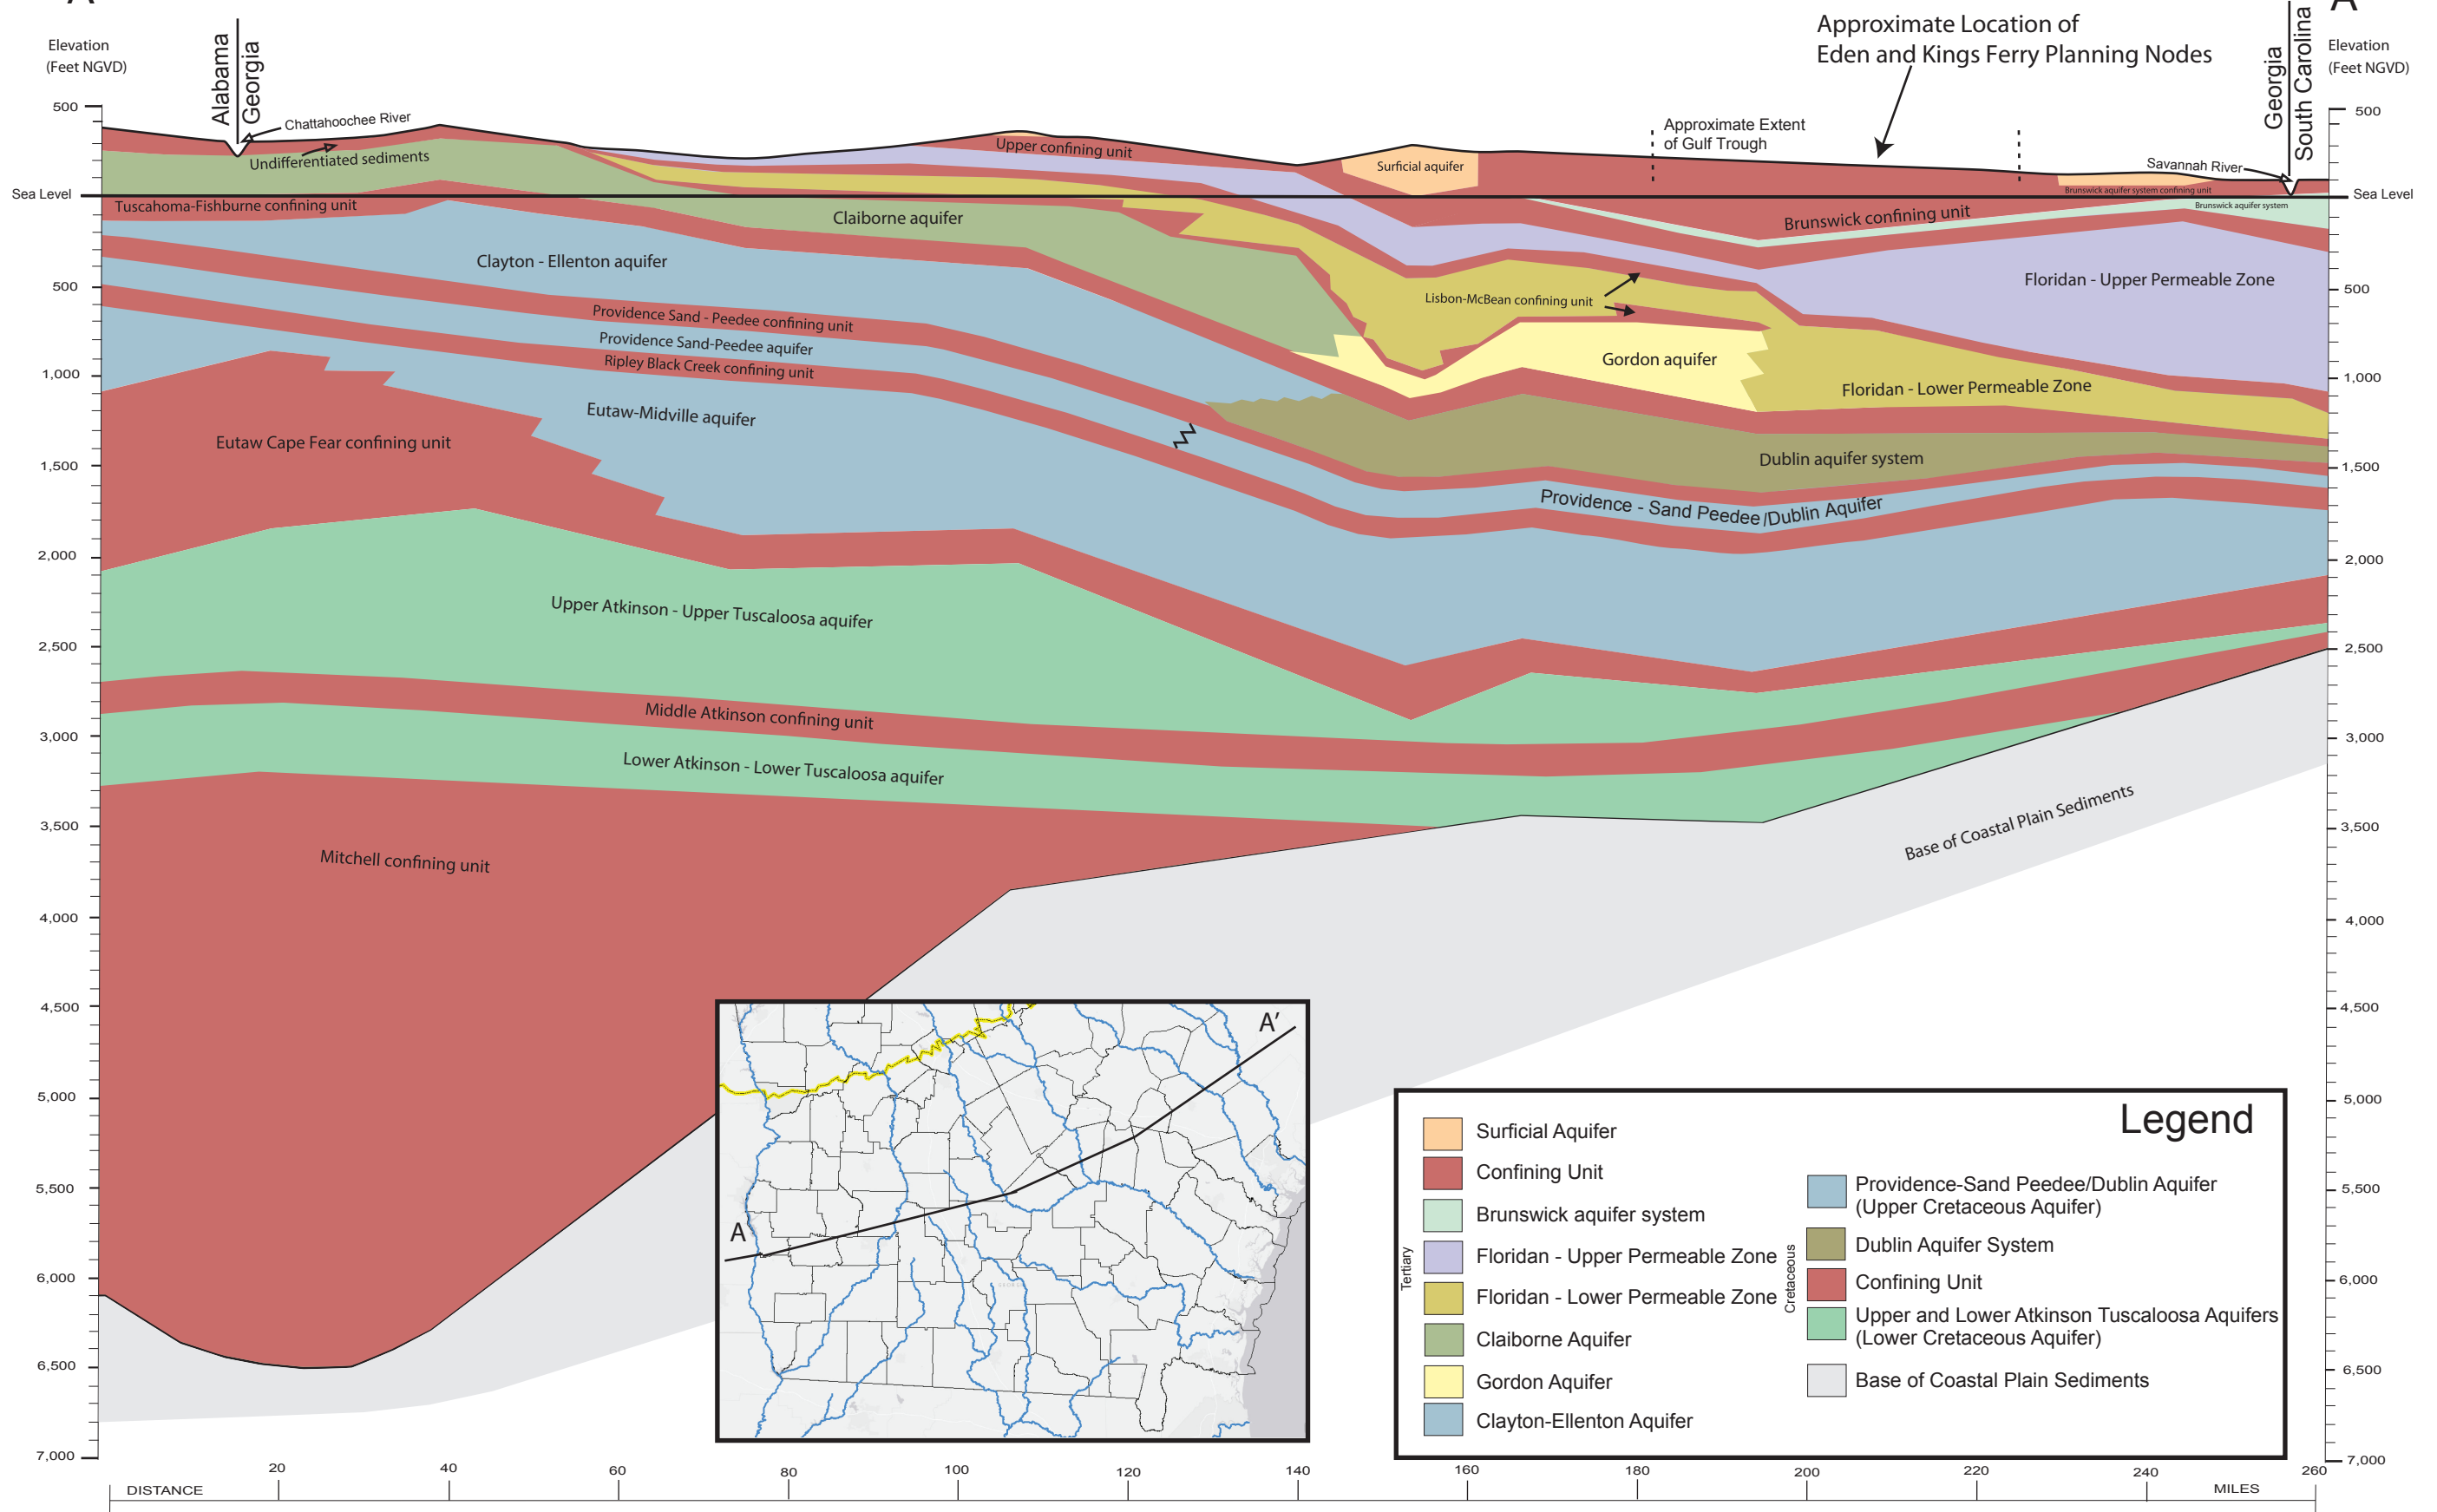 A
A'
Elevation
(Feet NGVD)
Alabama
Georgia
Chattahoochee River
Undifferentiated sediments
Approximate Location of
Eden and Kings Ferry Planning Nodes
Georgia
South Carolina
Elevation
(Feet NGVD)
Upper confining unit
Surficial aquifer
Approximate Extent
of Gulf Trough
Savannah River
Brunswick aquifer system confining unit
Brunswick aquifer system
Sea Level
Sea Level
Tuscahoma-Fishburne confining unit
Claiborne aquifer
Brunswick confining unit
Clayton - Ellenton aquifer
Floridan - Upper Permeable Zone
Lisbon-McBean confining unit
Providence Sand - Peedee confining unit
Providence Sand-Peedee aquifer
Ripley Black Creek confining unit
Gordon aquifer
Floridan - Lower Permeable Zone
Eutaw-Midville aquifer
Eutaw Cape Fear confining unit
Dublin aquifer system
Providence - Sand Peedee/Dublin Aquifer
Upper Atkinson - Upper Tuscaloosa aquifer
Middle Atkinson confining unit
Lower Atkinson - Lower Tuscaloosa aquifer
Mitchell confining unit
Base of Coastal Plain Sediments
500
500
1,000
1,500
2,000
2,500
3,000
3,500
4,000
4,500
5,000
5,500
6,000
6,500
7,000
500
500
1,000
1,500
2,000
2,500
3,000
3,500
4,000
4,500
5,000
5,500
6,000
6,500
7,000
A
A'
Legend
Tertiary
Surficial Aquifer
Confining Unit
Brunswick aquifer system
Floridan - Upper Permeable Zone
Floridan - Lower Permeable Zone
Claiborne Aquifer
Gordon Aquifer
Clayton-Ellenton Aquifer
Cretaceous
Providence-Sand Peedee/Dublin Aquifer
(Upper Cretaceous Aquifer)
Dublin Aquifer System
Confining Unit
Upper and Lower Atkinson Tuscaloosa Aquifers
(Lower Cretaceous Aquifer)
Base of Coastal Plain Sediments
20 40 60 80 100 120 140 160 180 200 220 240 260
DISTANCE
MILES